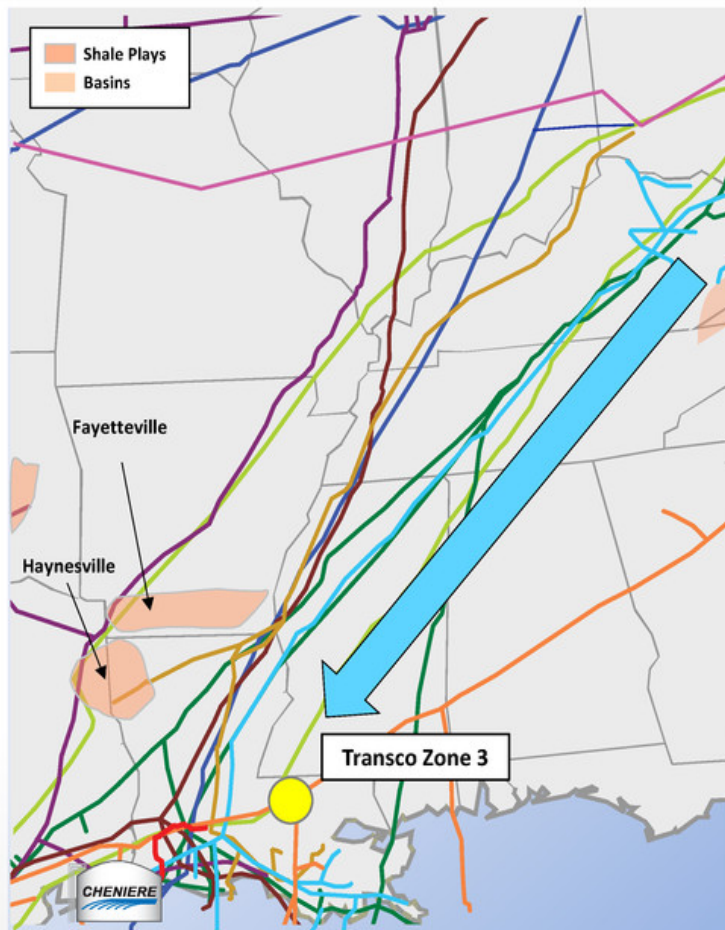 Shale Plays
Basins
Fayetteville
Haynesville
Transco Zone 3
CHENIERE